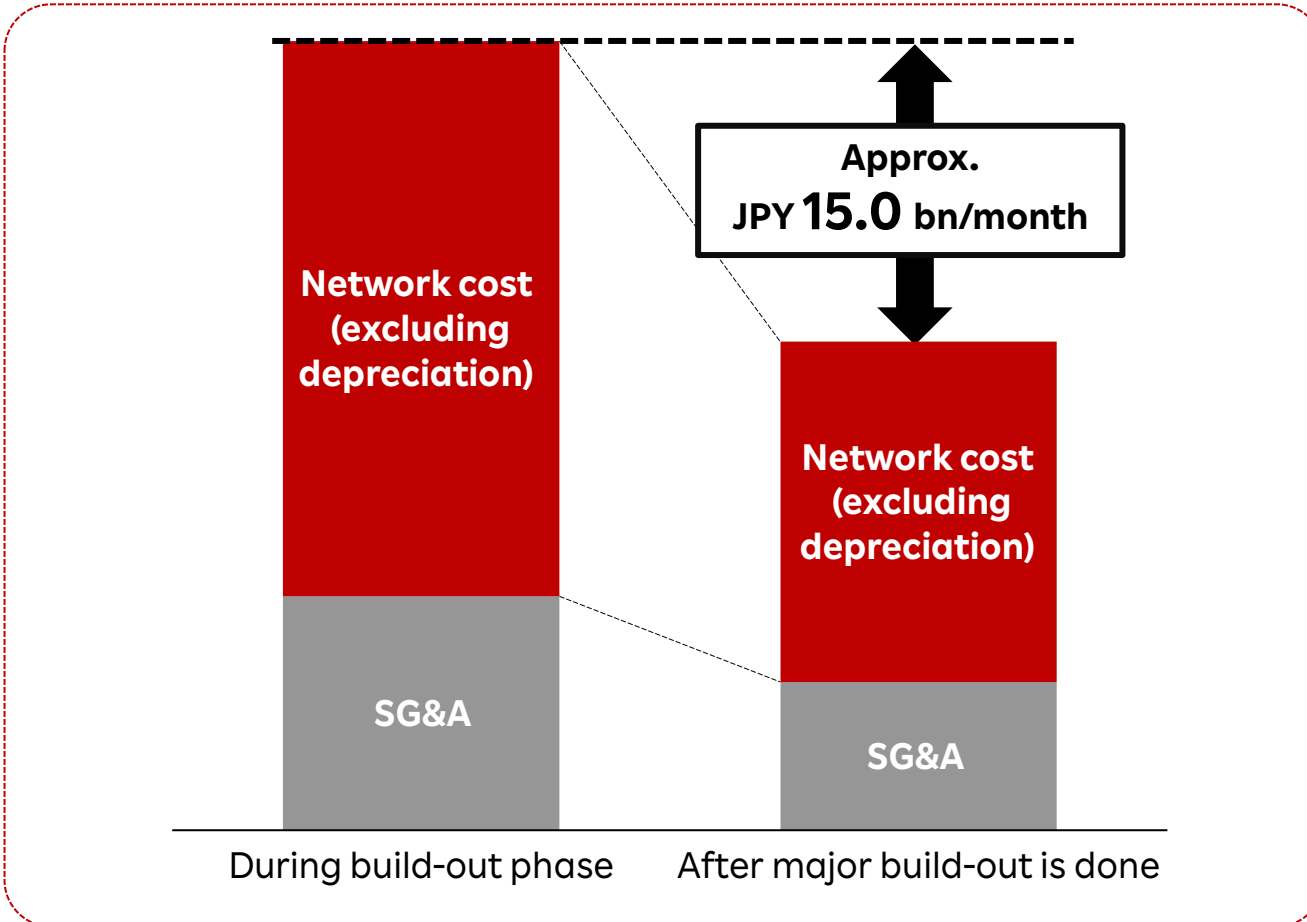 Approx.
JPY 15.0 bn/month
Network cost
(excluding
depreciation)
Network cost
(excluding
depreciation)
SG&A
SG&A
During build-out phase
After major build-out is done